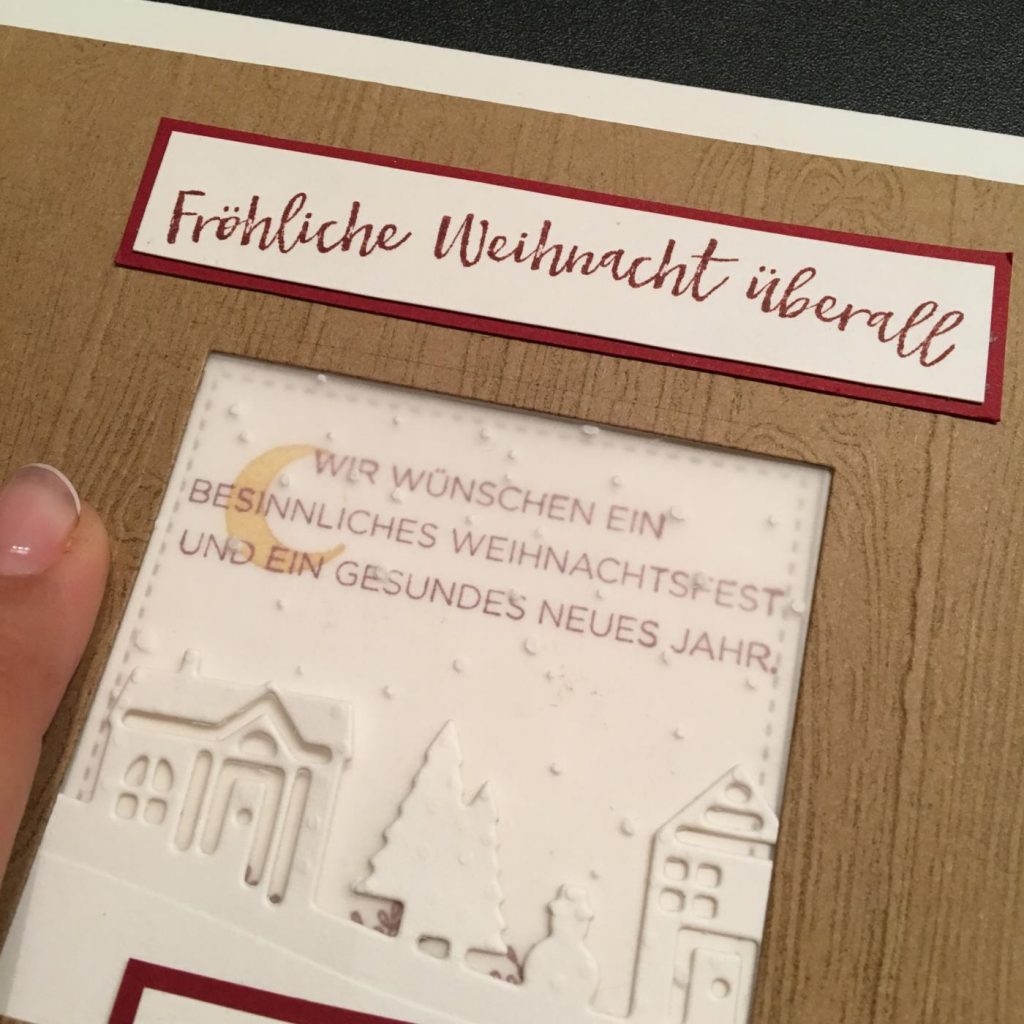 Fröhliche Weihnacht überall
WIR WÜNSCHEN EIN
BESINNLICHES WEIHNACHTSFEST
UND EIN GESUNDES NEUES JAHR.